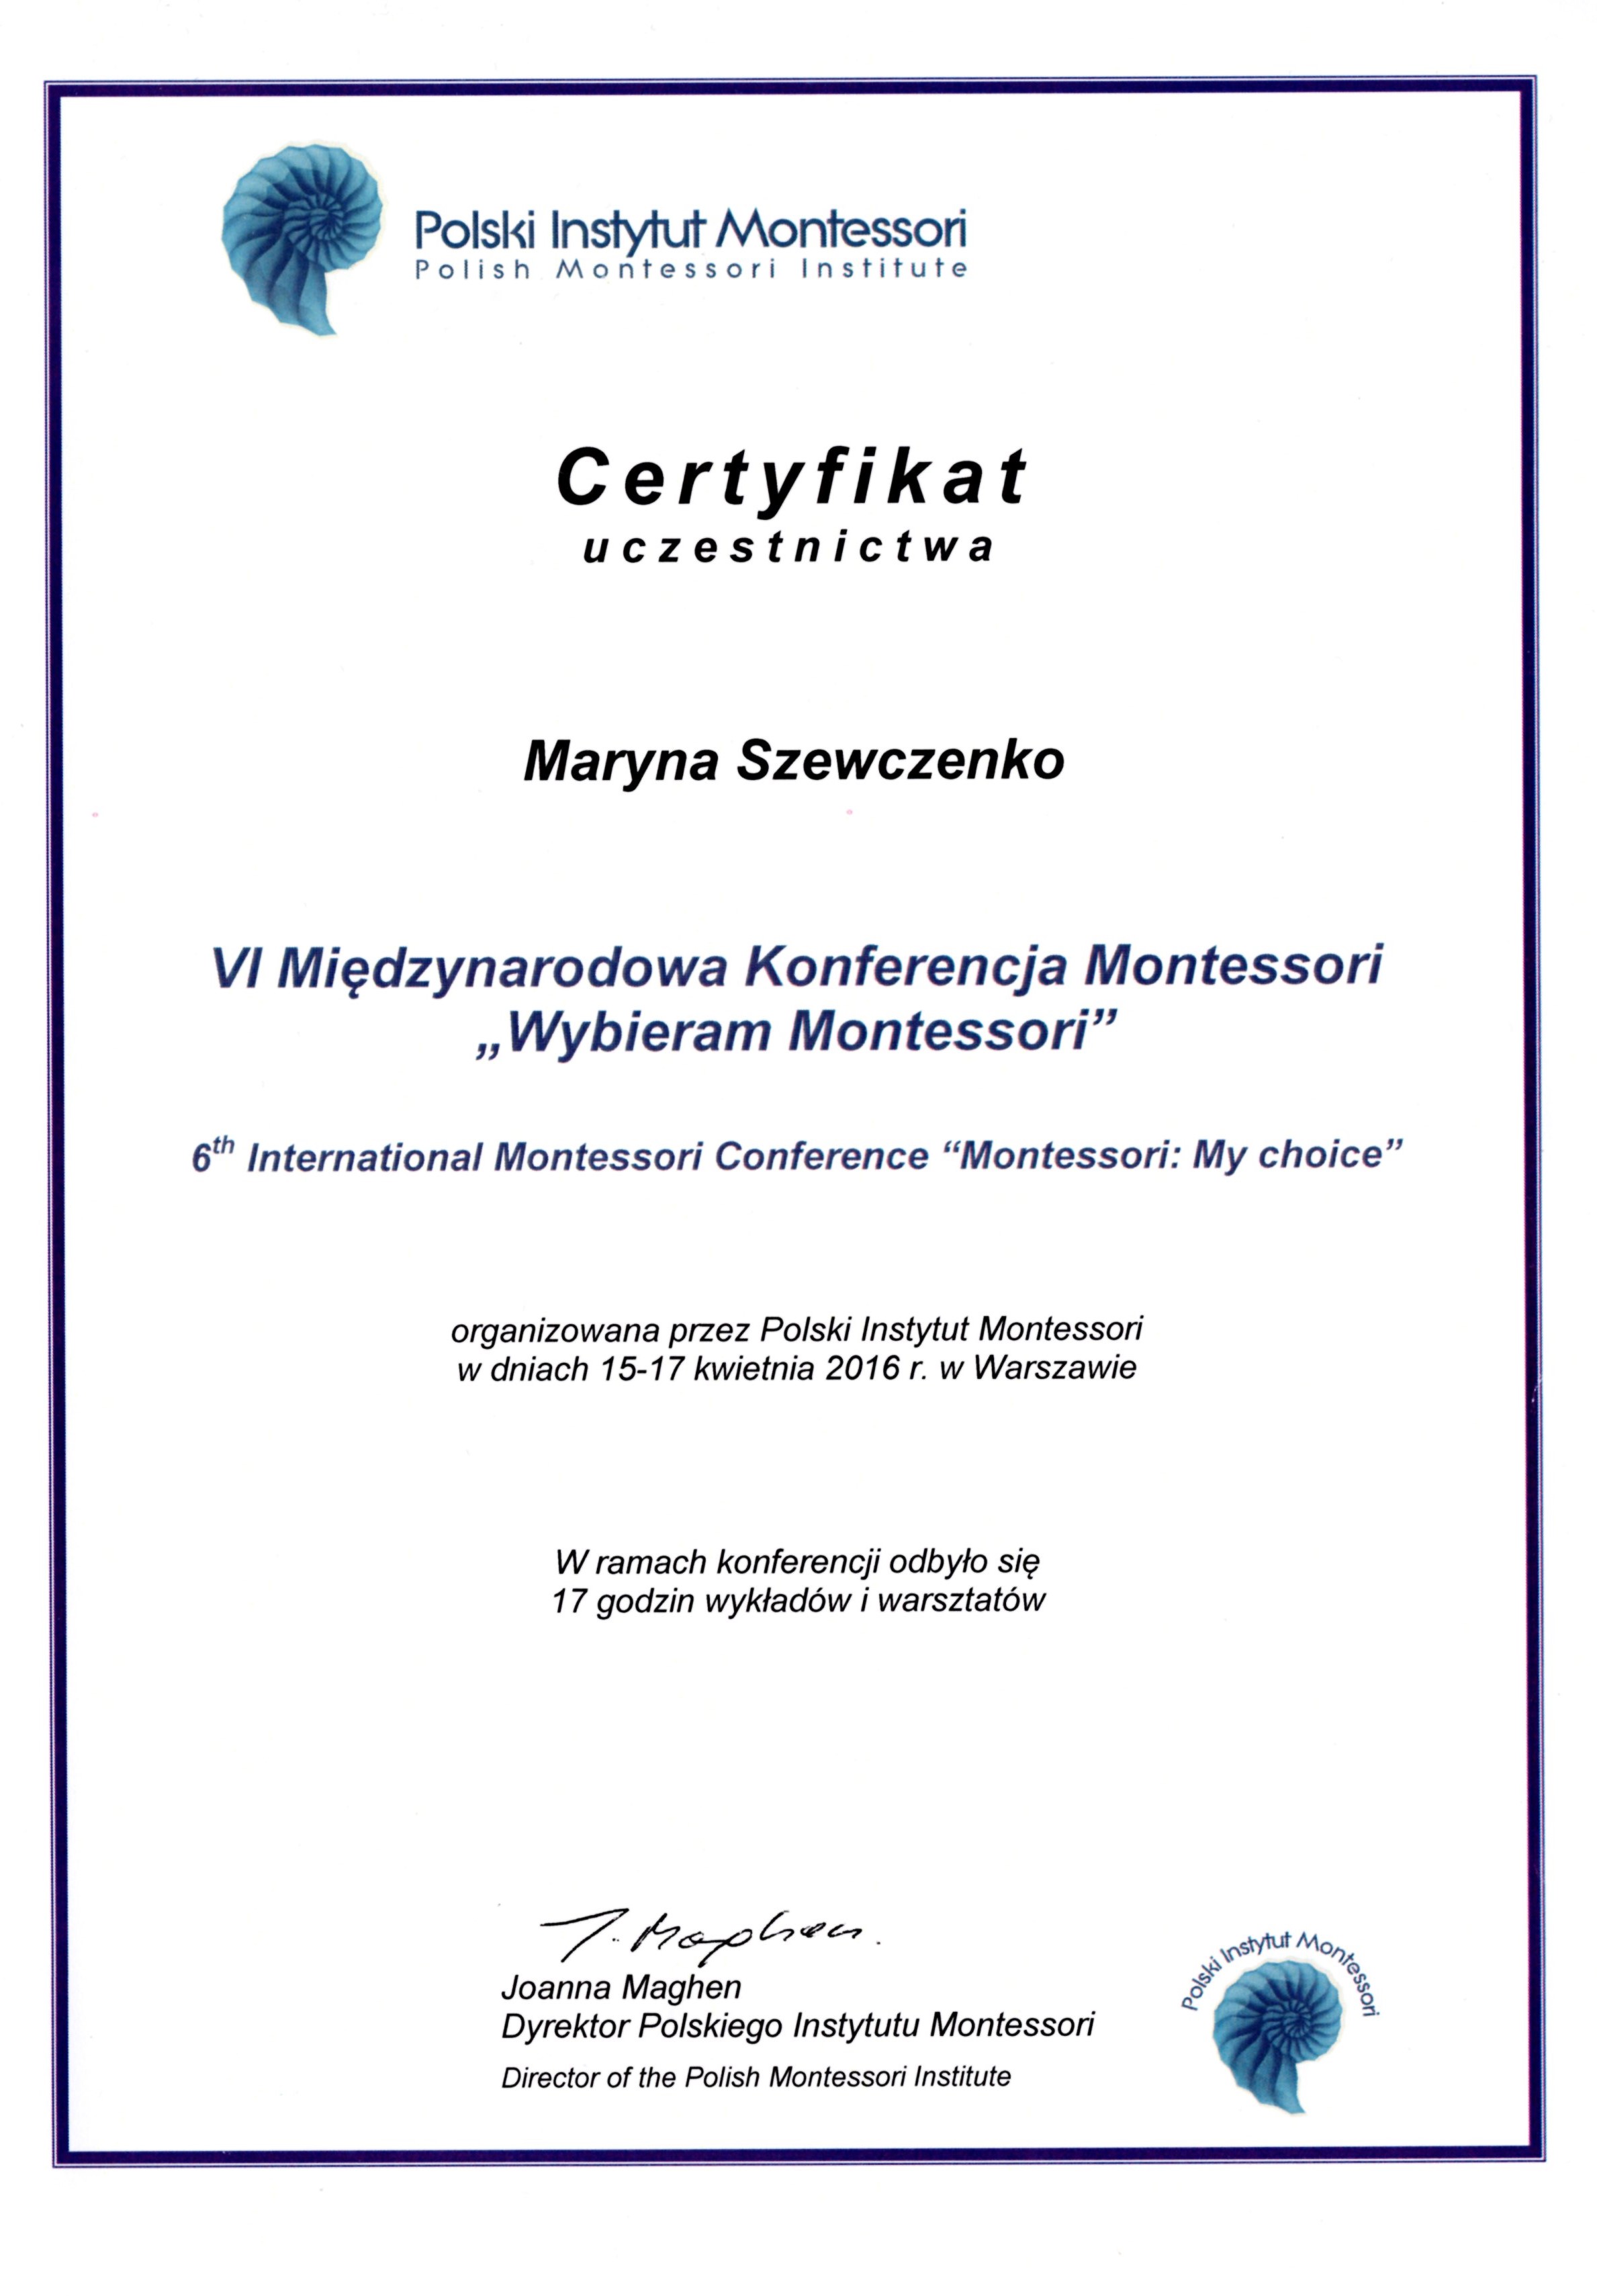 Polski Instytut Montessori
Polish Montessori Institute
Certyfikat
uczestnictwa
Maryna Szewczenko
VI Międzynarodowa Konferencja Montessori
„Wybieram Montessori”
6th International Montessori Conference “Montessori: My choice”
organizowana przez Polski Instytut Montessori
w dniach 15-17 kwietnia 2016 r. w Warszawie
W ramach konferencji odbyło się
17 godzin wykładów i warsztatów
J. Maghen.
Joanna Maghen
Dyrektor Polskiego Instytutu Montessori
Director of the Polish Montessori Institute
Polski Instytut Montessori